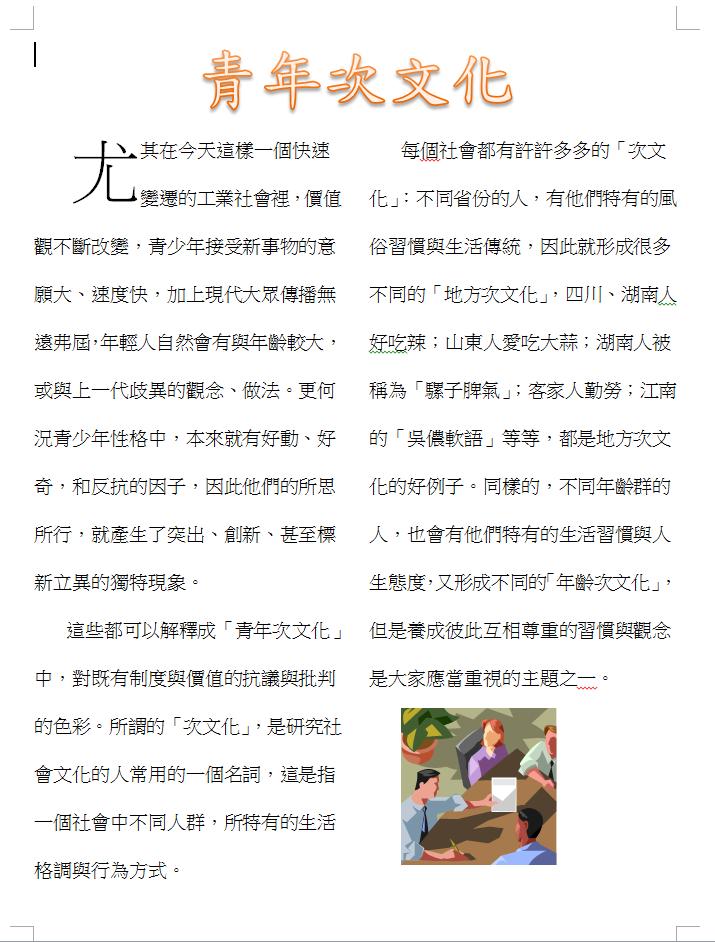 青年次文化
尤其在今天這樣一個快速
變遷的工業社會裡，價值
觀不斷改變，青少年接受新事物的意
願大、速度快，加上現代大眾傳播無
遠弗屆，年輕人自然會有與年齡較大，
或與上一代歧異的觀念、做法。更何
況青少年性格中，本來就有好動、好
奇，和反抗的因子，因此他們的所思
所行，就產生了突出、創新、甚至標
新立異的獨特現象。
這些都可以解釋成「青年次文化」
中，對既有制度與價值的抗議與批判
的色彩。所謂的「次文化」，是研究社
會文化的人常用的一個名詞，這是指
一個社會中不同人群，所特有的生活
格調與行為方式。
每個社會都有許許多多的「次文
化」：不同省份的人，有他們特有的風
俗習慣與生活傳統，因此就形成很多
不同的「地方次文化」，四川、湖南人
好吃辣；山東人愛吃大蒜；湖南人被
稱為「騾子脾氣」；客家人勤勞；江南
的「吳儂軟語」等等，都是地方次文
化的好例子。同樣的，不同年齡群的
人，也會有他們特有的生活習慣與人
生態度，又形成不同的「年齡次文化」，
但是養成彼此互相尊重的習慣與觀念
是大家應當重視的主題之一。